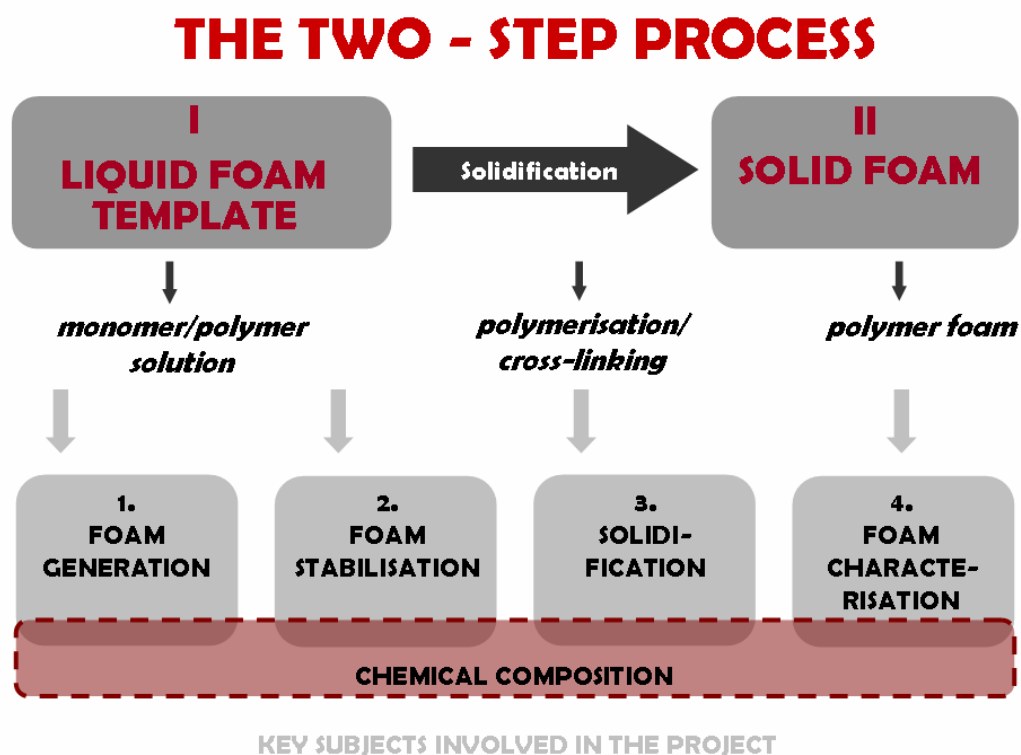 THE TWO - STEP PROCESS
I
LIQUID FOAM
TEMPLATE
Solidification
II
SOLID FOAM
monomer/polymer
solution
polymerisation/
cross-linking
polymer foam
1.
FOAM
GENERATION
2.
FOAM
STABILISATION
3.
SOLIDI-
FICATION
4.
FOAM
CHARACTE-
RISATION
CHEMICAL COMPOSITION
KEY SUBJECTS INVOLVED IN THE PROJECT